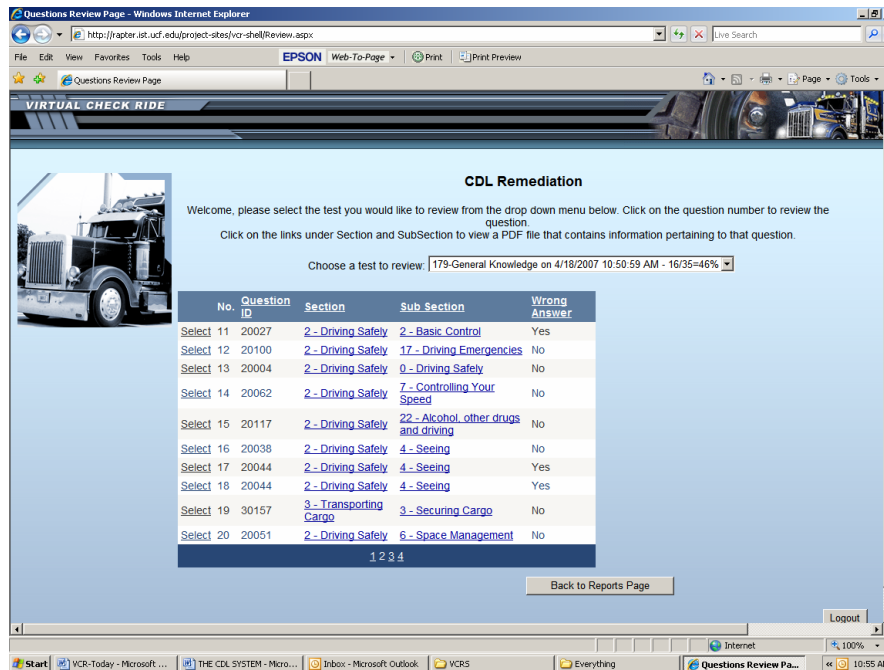 Questions Review Page - Windows Internet Explorer
http://rapter.ist.ucf.edu/project-sites/vcr-shell/Review.aspx
Live Search
File Edit View Favorites Tools Help
EPSON Web-To-Page
Print
Print Preview
Questions Review Page
Page
Tools
VIRTUAL CHECK RIDE
CDL Remediation
Welcome, please select the test you would like to review from the drop down menu below. Click on the question number to review the
question.
Click on the links under Section and SubSection to view a PDF file that contains information pertaining to that question.
Choose a test to review: 179-General Knowledge on 4/18/2007 10:50:59 AM - 16/35=46%
No. Question ID Section Sub Section Wrong Answer
Select 11 20027 2 - Driving Safely 2 - Basic Control Yes
Select 12 20100 2 - Driving Safely 17 - Driving Emergencies No
Select 13 20004 2 - Driving Safely 0 - Driving Safely No
Select 14 20062 2 - Driving Safely 7 - Controlling Your Speed No
Select 15 20117 2 - Driving Safely 22 - Alcohol, other drugs and driving No
Select 16 20038 2 - Driving Safely 4 - Seeing No
Select 17 20044 2 - Driving Safely 4 - Seeing Yes
Select 18 20044 2 - Driving Safely 4 - Seeing Yes
Select 19 30157 3 - Transporting Cargo 3 - Securing Cargo No
Select 20 20051 2 - Driving Safely 6 - Space Management No
1 2 3 4
Back to Reports Page
Logout
Internet
100%
Start
VCR-Today - Microsoft ...
THE CDL SYSTEM - Micro...
Inbox - Microsoft Outlook
VCRS
Everything
Questions Review Pa...
10:55 AM